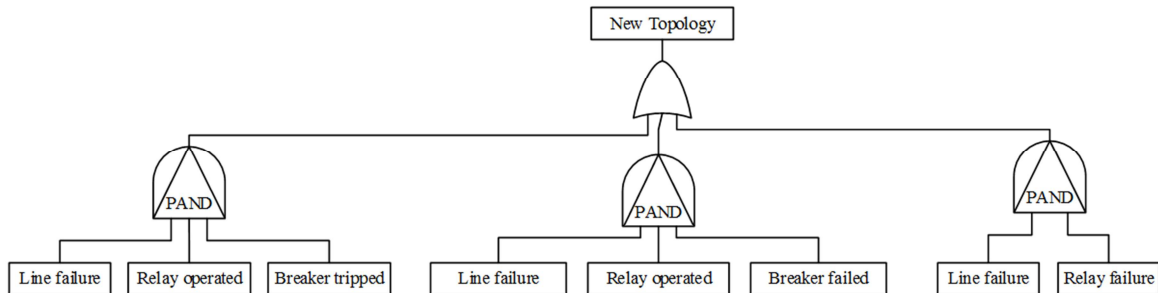 New Topology
PAND
PAND
PAND
Line failure
Relay operated
Breaker tripped
Line failure
Relay operated
Breaker failed
Line failure
Relay failure